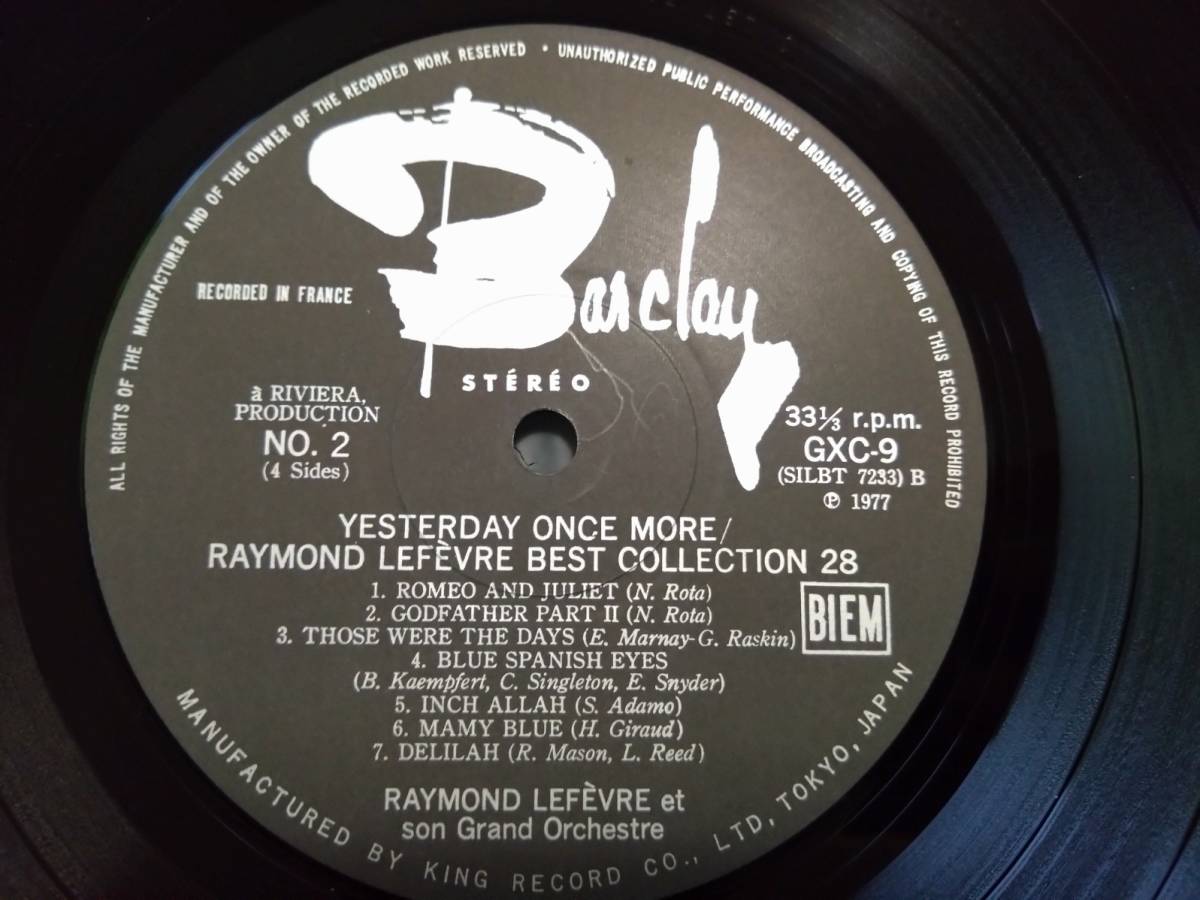 ALL RIGHTS OF THE MANUFACTURER AND OF THE OWNER OF THE RECORDED WORK RESERVED • UNAUTHORIZED PUBLIC PERFORMANCE BROADCASTING AND COPYING OF THIS RECORD PROHIBITED
Barclay
RECORDED IN FRANCE
STÉRÉO
à RIVIERA,
PRODUCTION
NO. 2
(4 Sides)
33⅓ r.p.m.
GXC-9
(SILBT 7233) B
℗ 1977
YESTERDAY ONCE MORE/
RAYMOND LEFÈVRE BEST COLLECTION 28
1. ROMEO AND JULIET (N. Rota)
2. GODFATHER PART II (N. Rota)
3. THOSE WERE THE DAYS (E. Marnay-G. Raskin)
4. BLUE SPANISH EYES
(B. Kaempfert, C. Singleton, E. Snyder)
5. INCH ALLAH (S. Adamo)
6. MAMY BLUE (H. Giraud)
7. DELILAH (R. Mason, L. Reed)
BIEM
RAYMOND LEFÈVRE et
son Grand Orchestre
MANUFACTURED BY KING RECORD CO., LTD, TOKYO, JAPAN